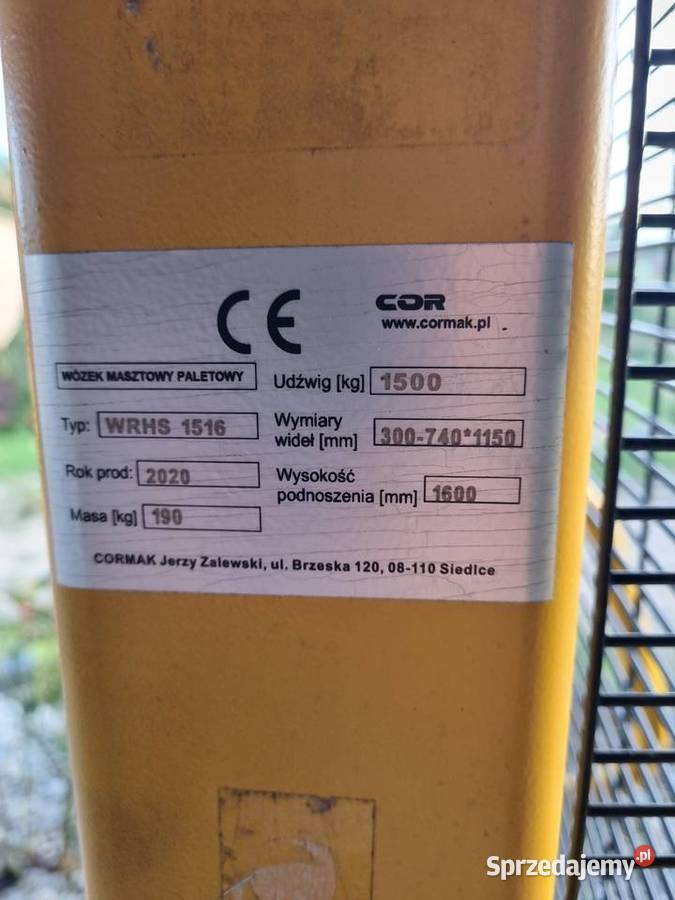 CE
COR
www.cormak.pl
WÓZEK MASZTOWY PALETOWY
Udźwig [kg] 1500
Typ: WRHS 1516
Wymiary
wideł [mm] 300-740*1150
Rok prod: 2020
Wysokość
podnoszenia [mm] 1600
Masa [kg] 190
CORMAK Jerzy Zalewski, ul. Brzeska 120, 08-110 Siedlce
Sprzedajemy.pl